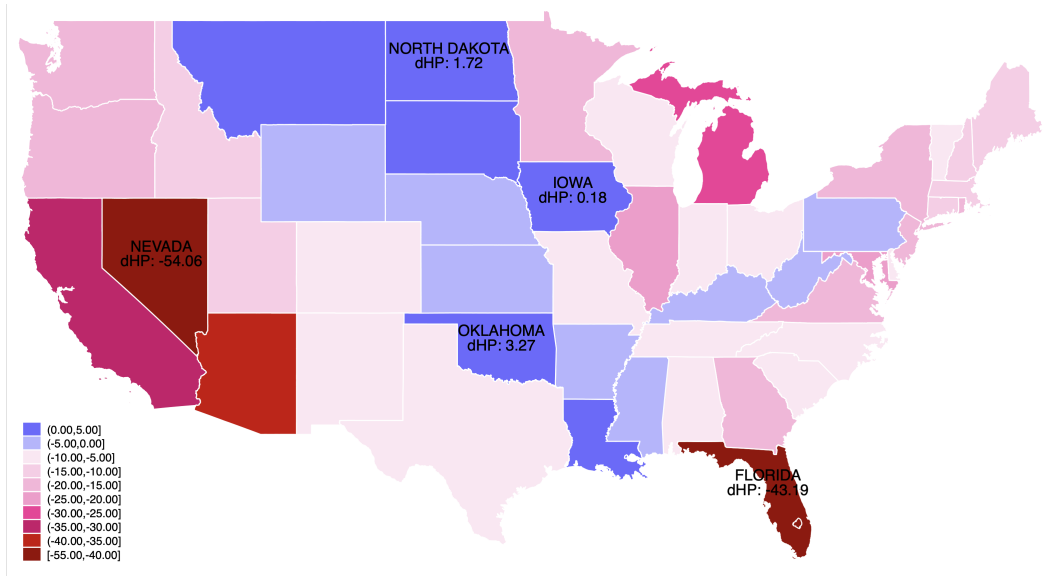 NORTH DAKOTA
dHP: 1.72
IOWA
dHP: 0.18
NEVADA
dHP: -54.06
OKLAHOMA
dHP: 3.27
FLORIDA
dHP: -43.19
(0.00,5.00]
(-5.00,0.00]
(-10.00,-5.00]
(-15.00,-10.00]
(-20.00,-15.00]
(-25.00,-20.00]
(-30.00,-25.00]
(-35.00,-30.00]
(-40.00,-35.00]
[-55.00,-40.00]